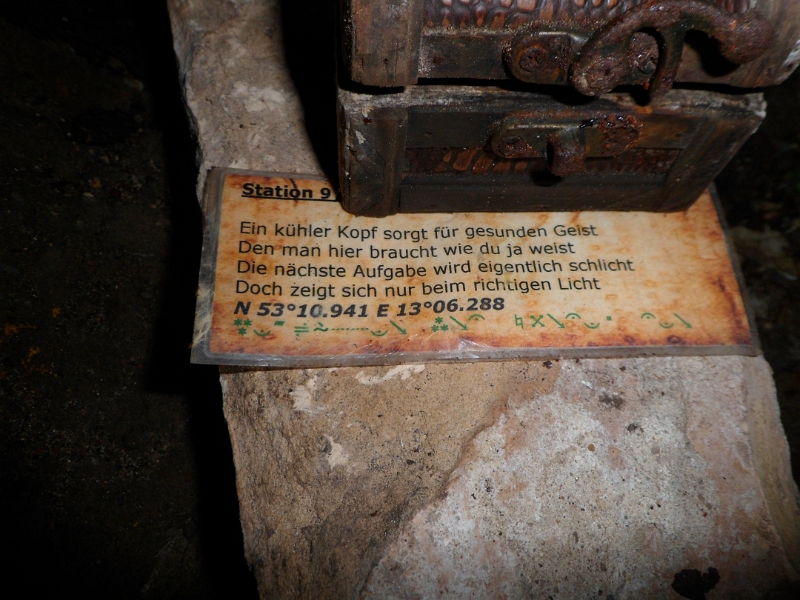 Station 9
Ein kühler Kopf sorgt für gesunden Geist
Den man hier braucht wie du ja weist
Die nächste Aufgabe wird eigentlich schlicht
Doch zeigt sich nur beim richtigen Licht
N 53°10.941 E 13°06.288